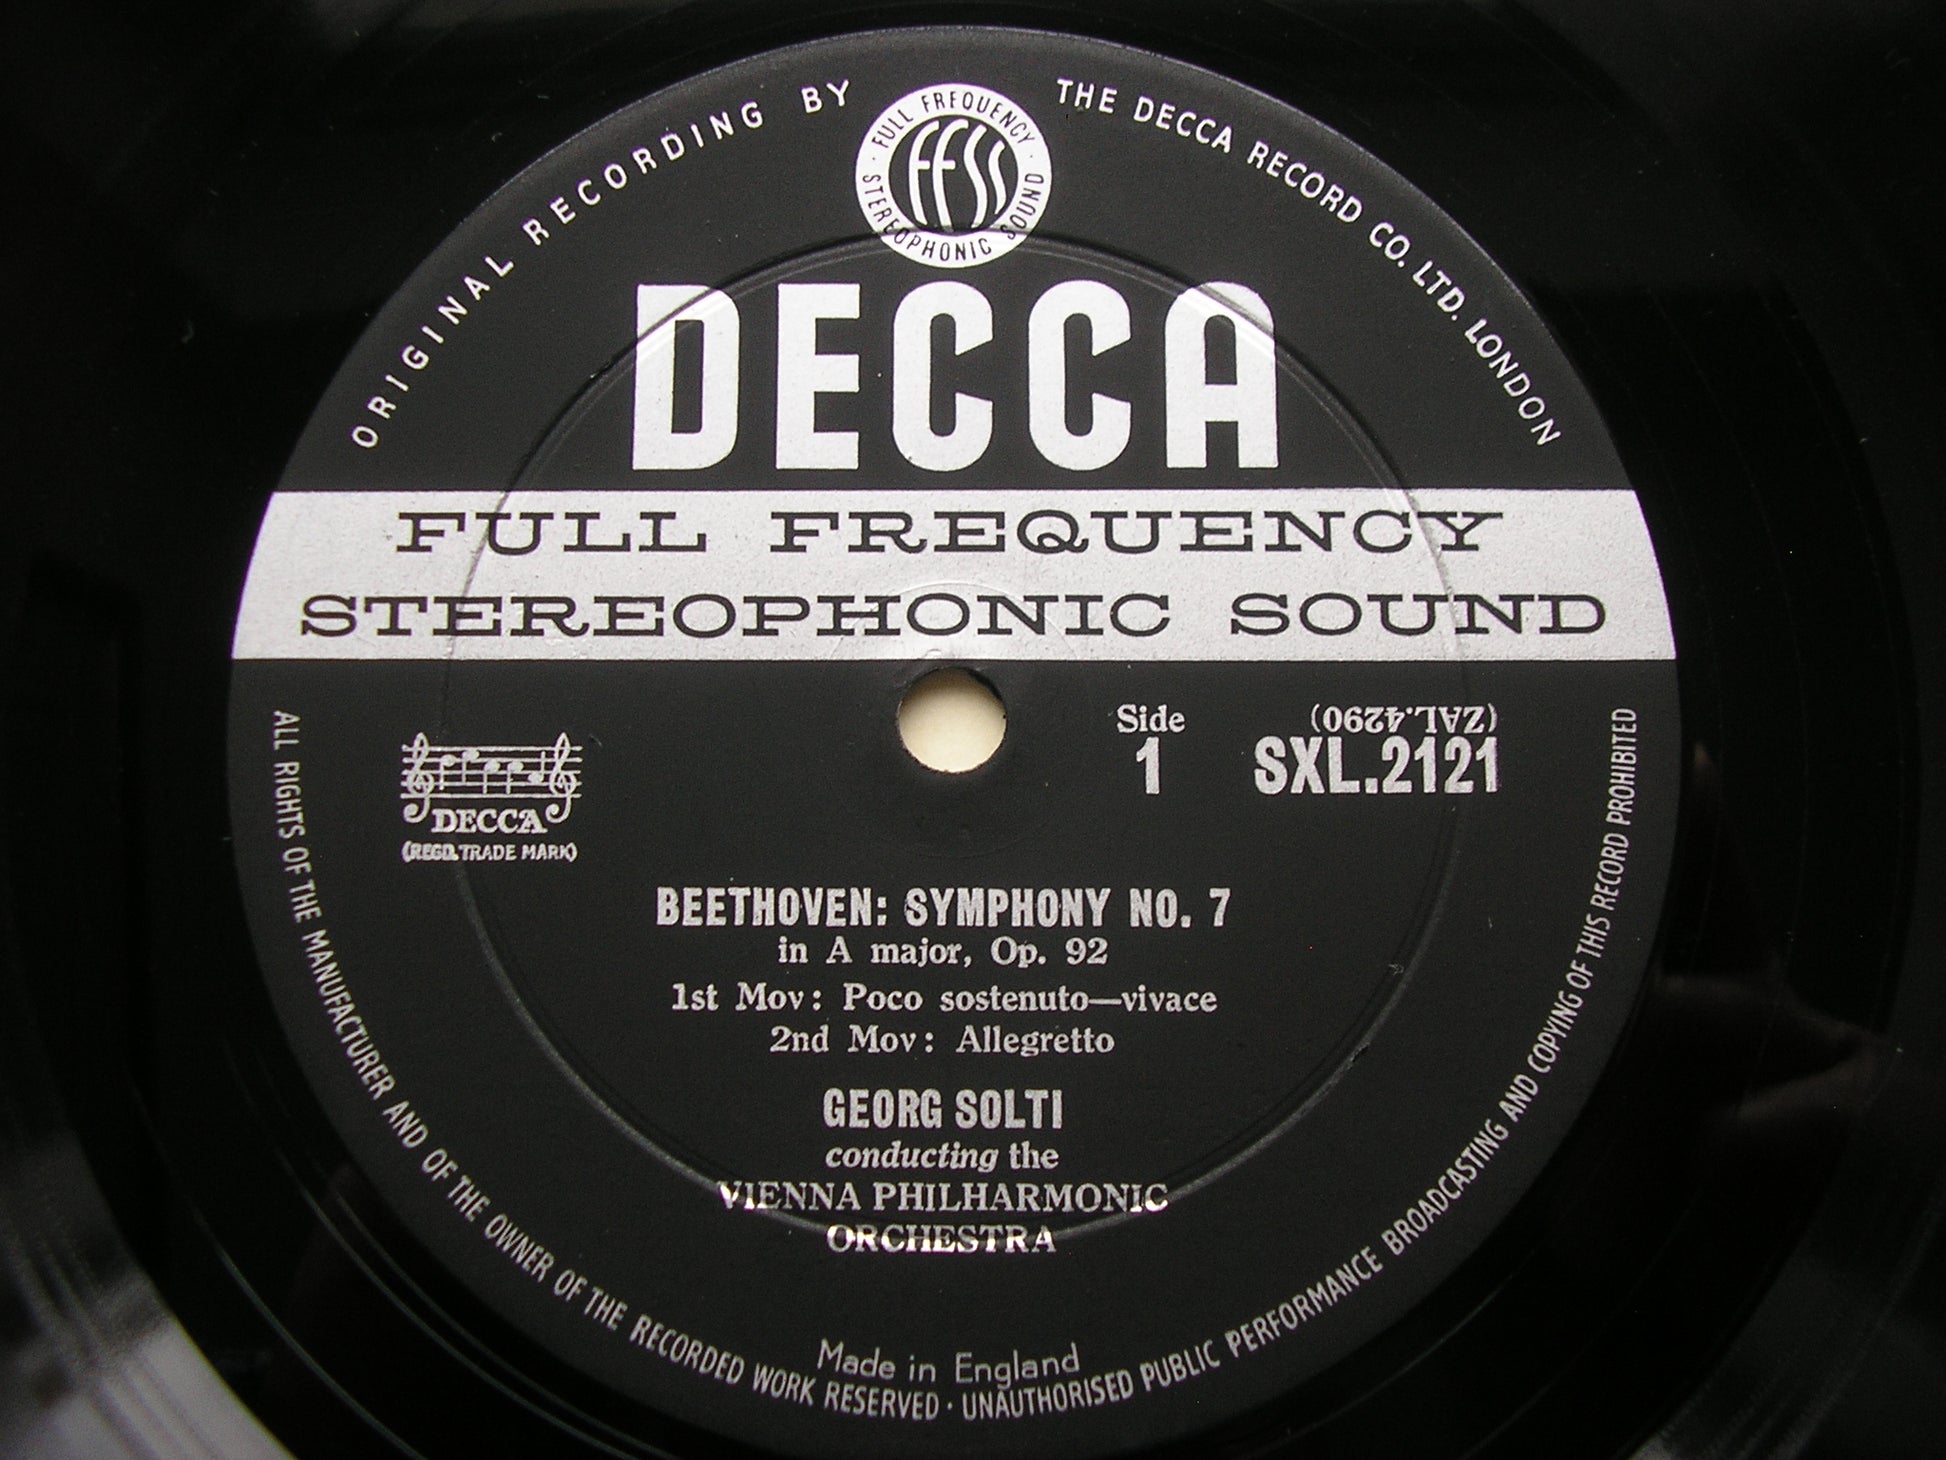 ORIGINAL RECORDING BY THE DECCA RECORD CO. LTD. LONDON
FULL FREQUENCY
FFSS
STEREOPHONIC SOUND
DECCA
FULL FREQUENCY
STEREOPHONIC SOUND
Side
1
(ZAL.4290)
SXL.2121
DECCA
(REGD. TRADE MARK)
BEETHOVEN: SYMPHONY NO. 7
in A major, Op. 92
1st Mov: Poco sostenuto—vivace
2nd Mov: Allegretto
GEORG SOLTI
conducting the
VIENNA PHILHARMONIC
ORCHESTRA
Made in England
ALL RIGHTS OF THE MANUFACTURER AND OF THE OWNER OF THE RECORDED WORK RESERVED · UNAUTHORISED PUBLIC PERFORMANCE BROADCASTING AND COPYING OF THIS RECORD PROHIBITED